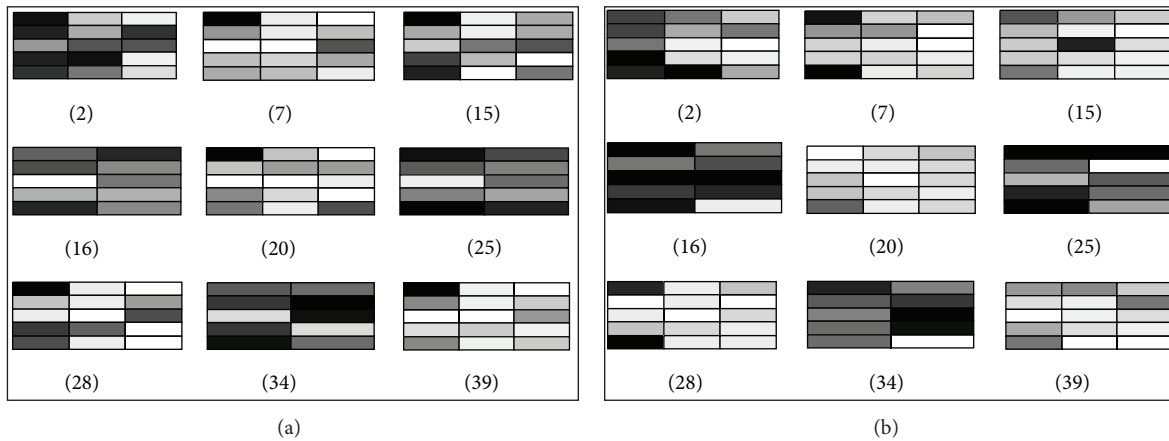 (2) (7) (15) (2) (7) (15)
(16) (20) (25) (16) (20) (25)
(28) (34) (39) (28) (34) (39)
(a) (b)